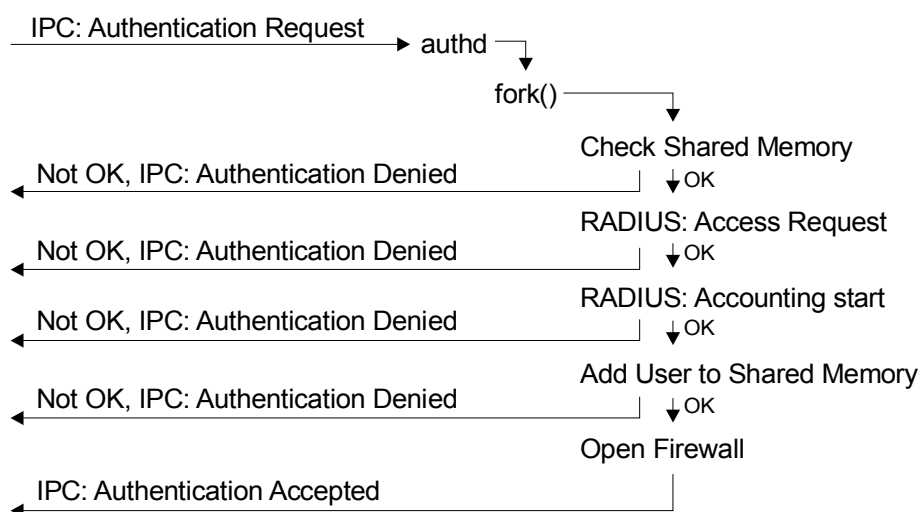 IPC: Authentication Request
authd
fork()
Check Shared Memory
Not OK, IPC: Authentication Denied
OK
RADIUS: Access Request
Not OK, IPC: Authentication Denied
OK
RADIUS: Accounting start
Not OK, IPC: Authentication Denied
OK
Add User to Shared Memory
Not OK, IPC: Authentication Denied
OK
Open Firewall
IPC: Authentication Accepted